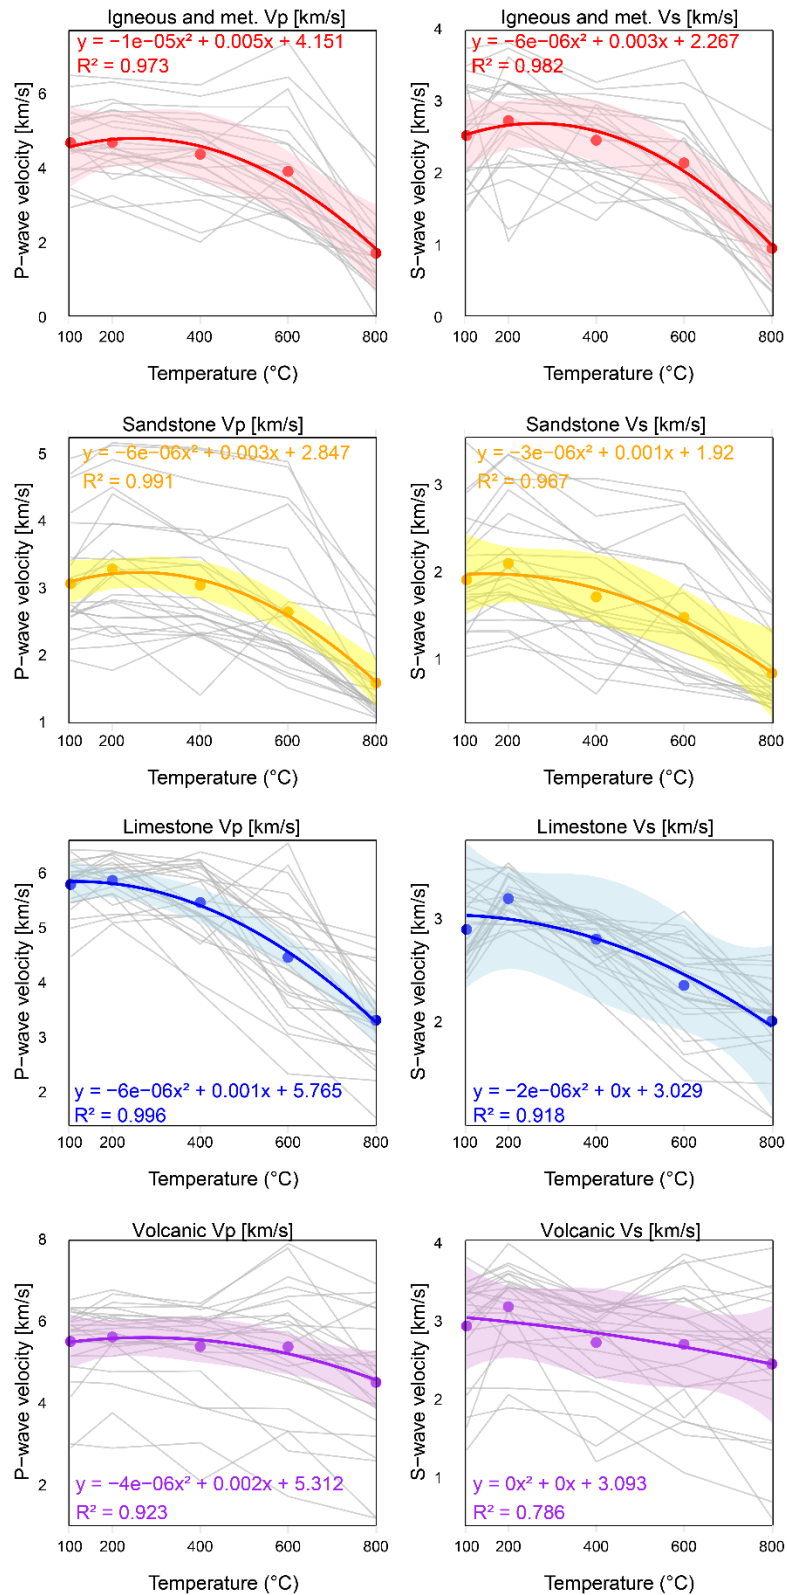 Igneous and met. Vp [km/s]
y = −1e−05x² + 0.005x + 4.151
R² = 0.973
P−wave velocity [km/s]
6
4
2
0
100 200 400 600 800
Temperature (°C)
Igneous and met. Vs [km/s]
y = −6e−06x² + 0.003x + 2.267
R² = 0.982
S−wave velocity [km/s]
4
3
2
1
0
100 200 400 600 800
Temperature (°C)
Sandstone Vp [km/s]
y = −6e−06x² + 0.003x + 2.847
R² = 0.991
P−wave velocity [km/s]
5
4
3
2
1
100 200 400 600 800
Temperature (°C)
Sandstone Vs [km/s]
y = −3e−06x² + 0.001x + 1.92
R² = 0.967
S−wave velocity [km/s]
3
2
1
100 200 400 600 800
Temperature (°C)
Limestone Vp [km/s]
P−wave velocity [km/s]
6
5
4
3
2
y = −6e−06x² + 0.001x + 5.765
R² = 0.996
100 200 400 600 800
Temperature (°C)
Limestone Vs [km/s]
S−wave velocity [km/s]
3
2
y = −2e−06x² + 0x + 3.029
R² = 0.918
100 200 400 600 800
Temperature (°C)
Volcanic Vp [km/s]
P−wave velocity [km/s]
8
6
4
2
y = −4e−06x² + 0.002x + 5.312
R² = 0.923
100 200 400 600 800
Temperature (°C)
Volcanic Vs [km/s]
S−wave velocity [km/s]
4
3
2
1
y = 0x² + 0x + 3.093
R² = 0.786
100 200 400 600 800
Temperature (°C)